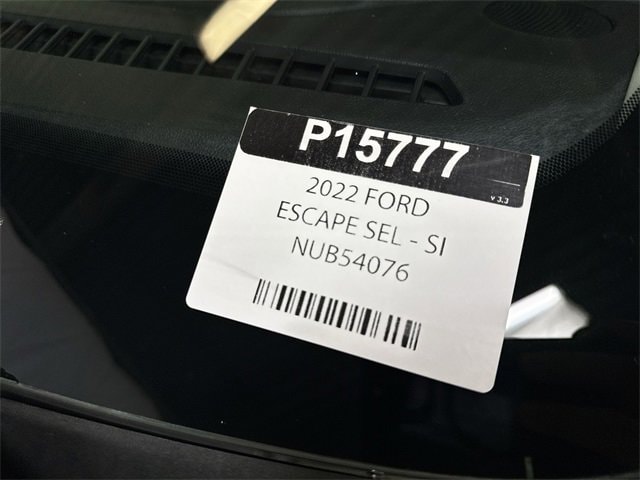 P15777
v 3.3
2022 FORD
ESCAPE SEL - SI
NUB54076